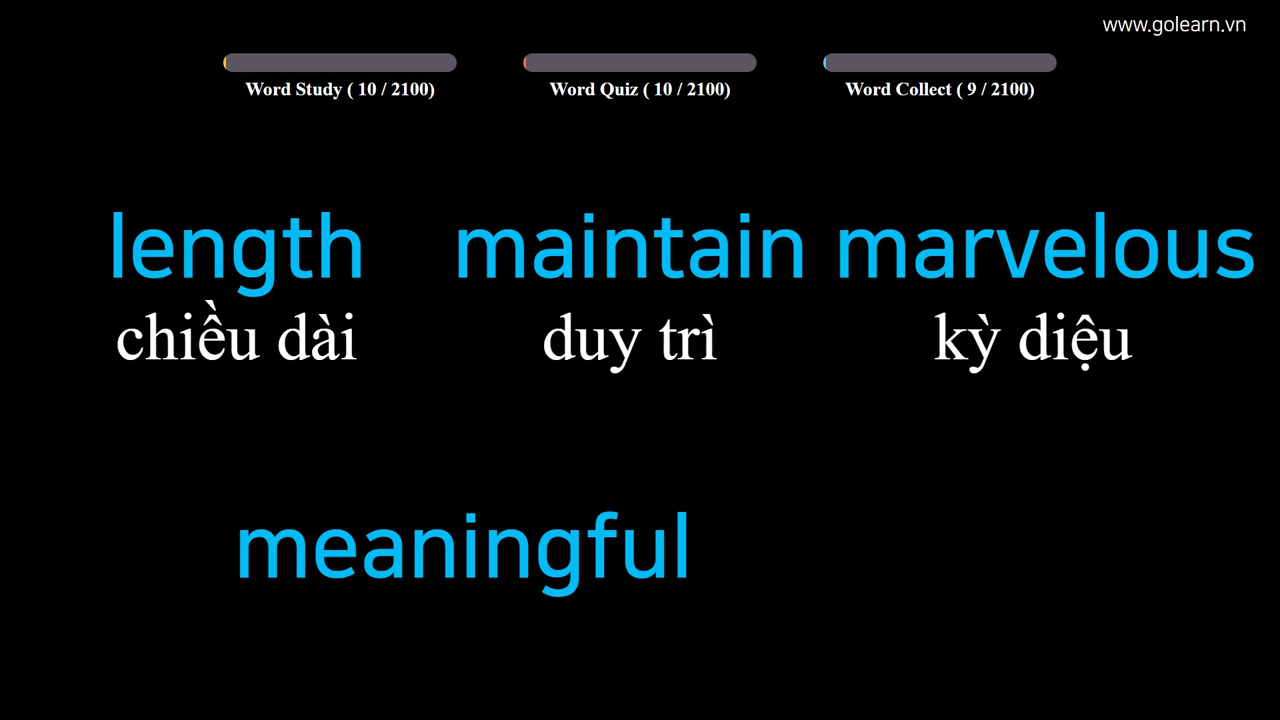 www.golearn.vn
Word Study ( 10 / 2100) Word Quiz ( 10 / 2100) Word Collect ( 9 / 2100)
length maintain marvelous
chiều dài duy trì kỳ diệu
meaningful